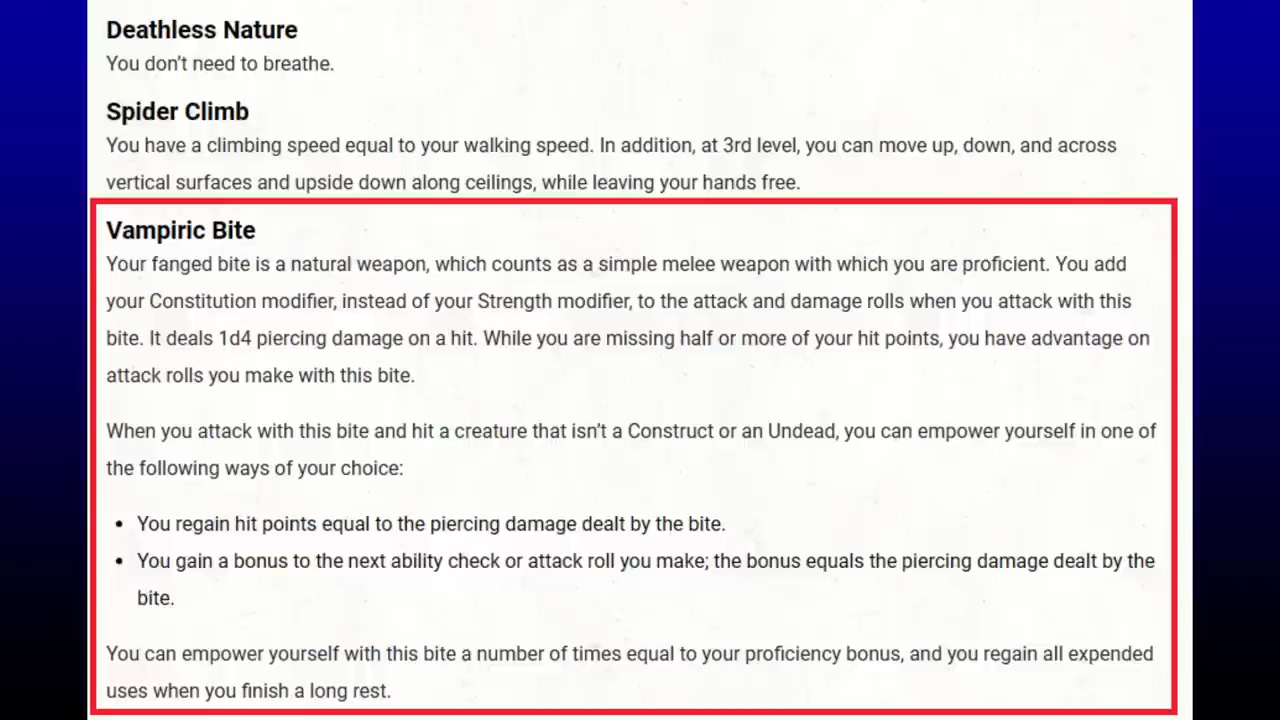 Deathless Nature
You don't need to breathe.
Spider Climb
You have a climbing speed equal to your walking speed. In addition, at 3rd level, you can move up, down, and across
vertical surfaces and upside down along ceilings, while leaving your hands free.
Vampiric Bite
Your fanged bite is a natural weapon, which counts as a simple melee weapon with which you are proficient. You add
your Constitution modifier, instead of your Strength modifier, to the attack and damage rolls when you attack with this
bite. It deals 1d4 piercing damage on a hit. While you are missing half or more of your hit points, you have advantage on
attack rolls you make with this bite.
When you attack with this bite and hit a creature that isn't a Construct or an Undead, you can empower yourself in one of
the following ways of your choice:
• You regain hit points equal to the piercing damage dealt by the bite.
• You gain a bonus to the next ability check or attack roll you make; the bonus equals the piercing damage dealt by the
bite.
You can empower yourself with this bite a number of times equal to your proficiency bonus, and you regain all expended
uses when you finish a long rest.